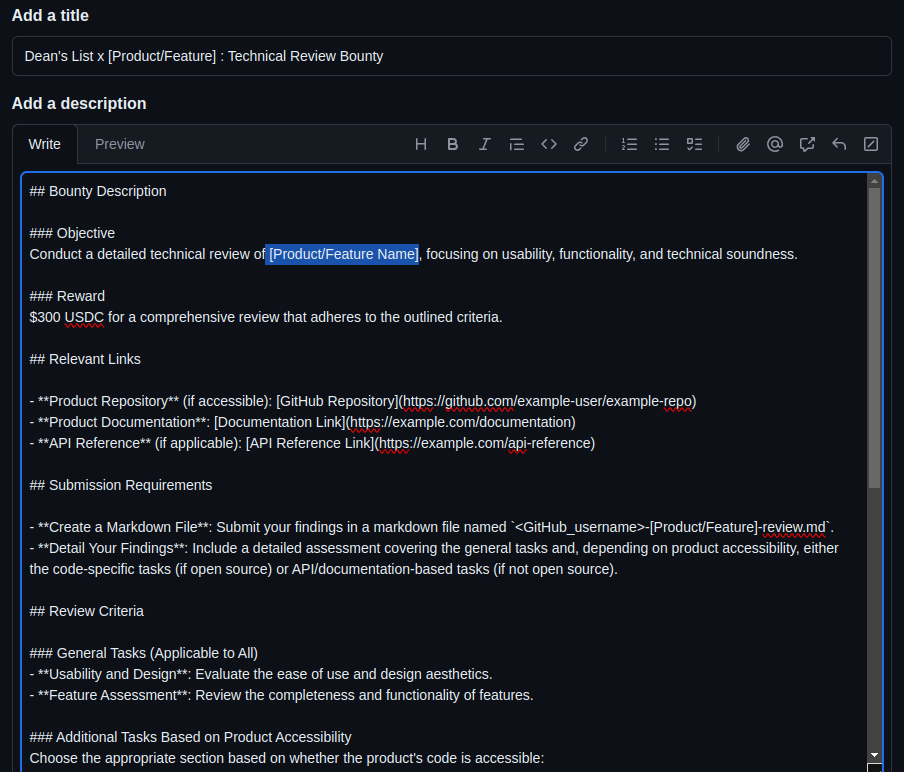 Add a title
Dean's List x [Product/Feature] : Technical Review Bounty
Add a description
Write
Preview
## Bounty Description
### Objective
Conduct a detailed technical review of [Product/Feature Name], focusing on usability, functionality, and technical soundness.
### Reward
$300 USDC for a comprehensive review that adheres to the outlined criteria.
## Relevant Links
- **Product Repository** (if accessible): [GitHub Repository](https://github.com/example-user/example-repo)
- **Product Documentation**: [Documentation Link](https://example.com/documentation)
- **API Reference** (if applicable): [API Reference Link](https://example.com/api-reference)
## Submission Requirements
- **Create a Markdown File**: Submit your findings in a markdown file named `<GitHub_username>-[Product/Feature]-review.md`.
- **Detail Your Findings**: Include a detailed assessment covering the general tasks and, depending on product accessibility, either
the code-specific tasks (if open source) or API/documentation-based tasks (if not open source).
## Review Criteria
### General Tasks (Applicable to All)
- **Usability and Design**: Evaluate the ease of use and design aesthetics.
- **Feature Assessment**: Review the completeness and functionality of features.
### Additional Tasks Based on Product Accessibility
Choose the appropriate section based on whether the product's code is accessible: